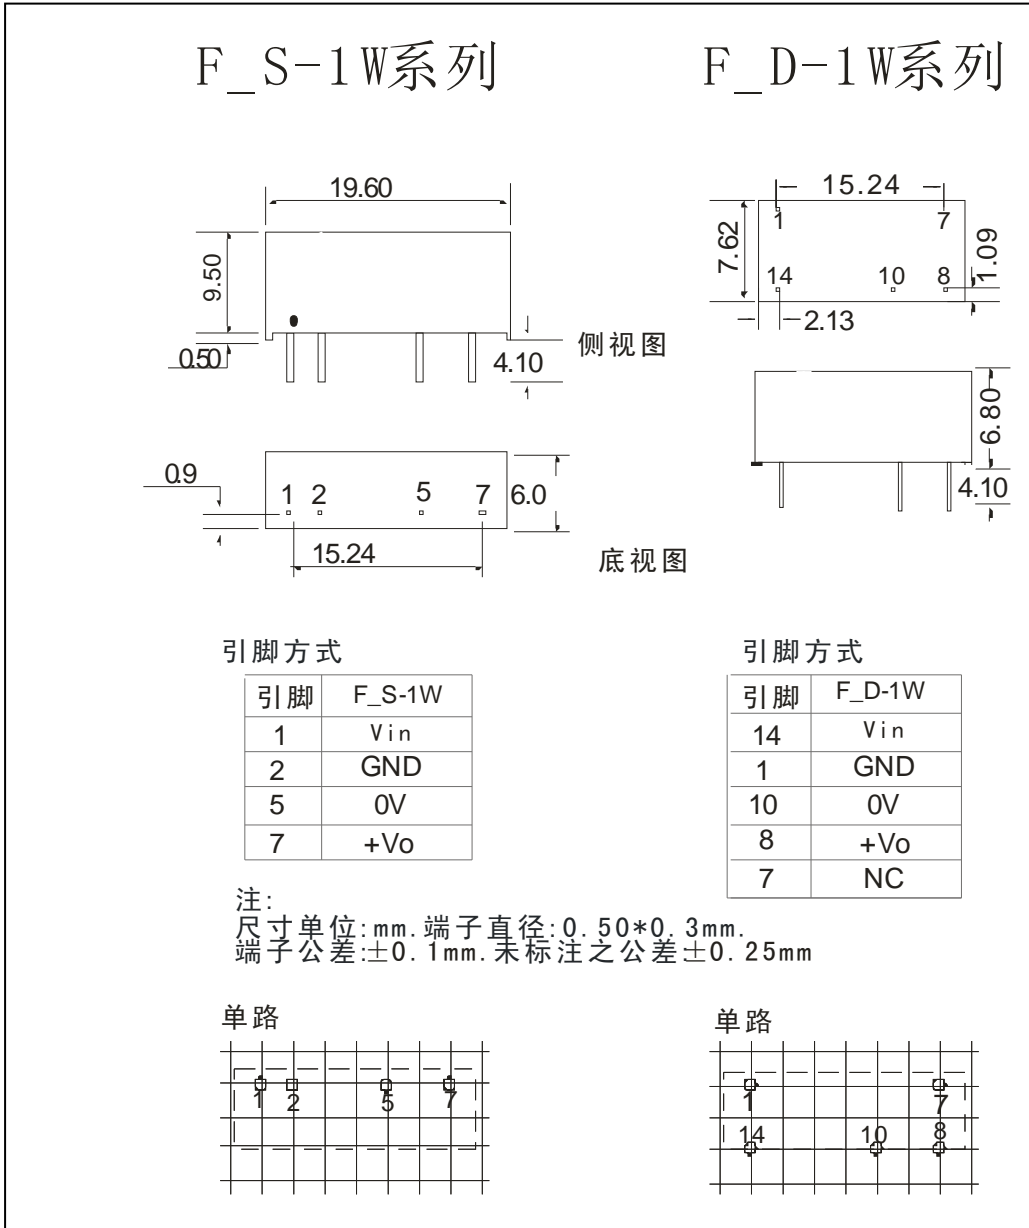 F_S-1W系列
F_D-1W系列
19.60
9.50
0.50
4.10
侧视图
0.9
1 2 5 7
6.0
15.24
底视图
15.24
1 7
7.62
14 10 8
1.09
2.13
6.80
4.10
引脚方式
引脚 F_S-1W
1 Vin
2 GND
5 0V
7 +Vo
引脚方式
引脚 F_D-1W
14 Vin
1 GND
10 0V
8 +Vo
7 NC
注:
尺寸单位:mm.端子直径:0.50*0.3mm.
端子公差:±0.1mm.未标注之公差±0.25mm
单路
1 2 5 7
单路
1 7
14 10 8